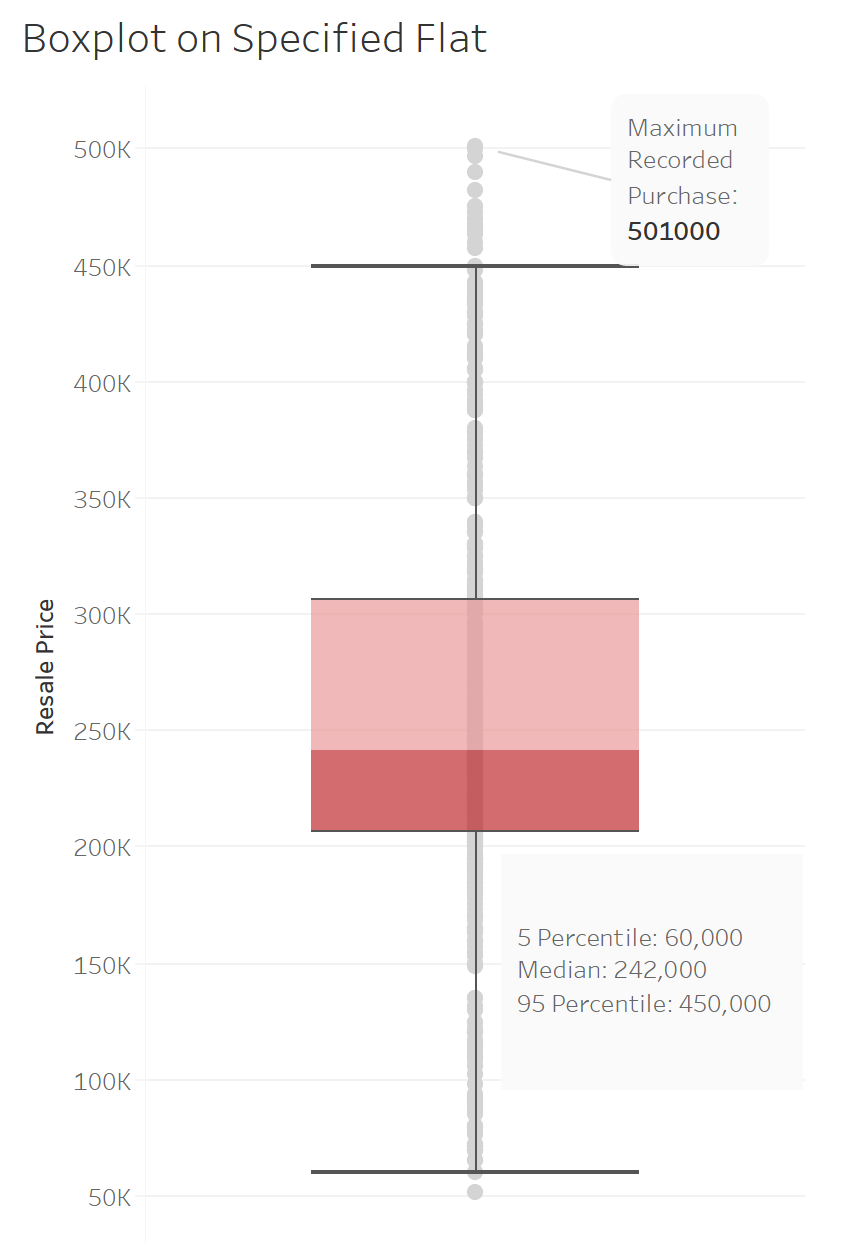 Boxplot on Specified Flat
Maximum
Recorded
Purchase:
501000
500K
450K
400K
350K
300K
250K
200K
150K
100K
50K
Resale Price
5 Percentile: 60,000
Median: 242,000
95 Percentile: 450,000